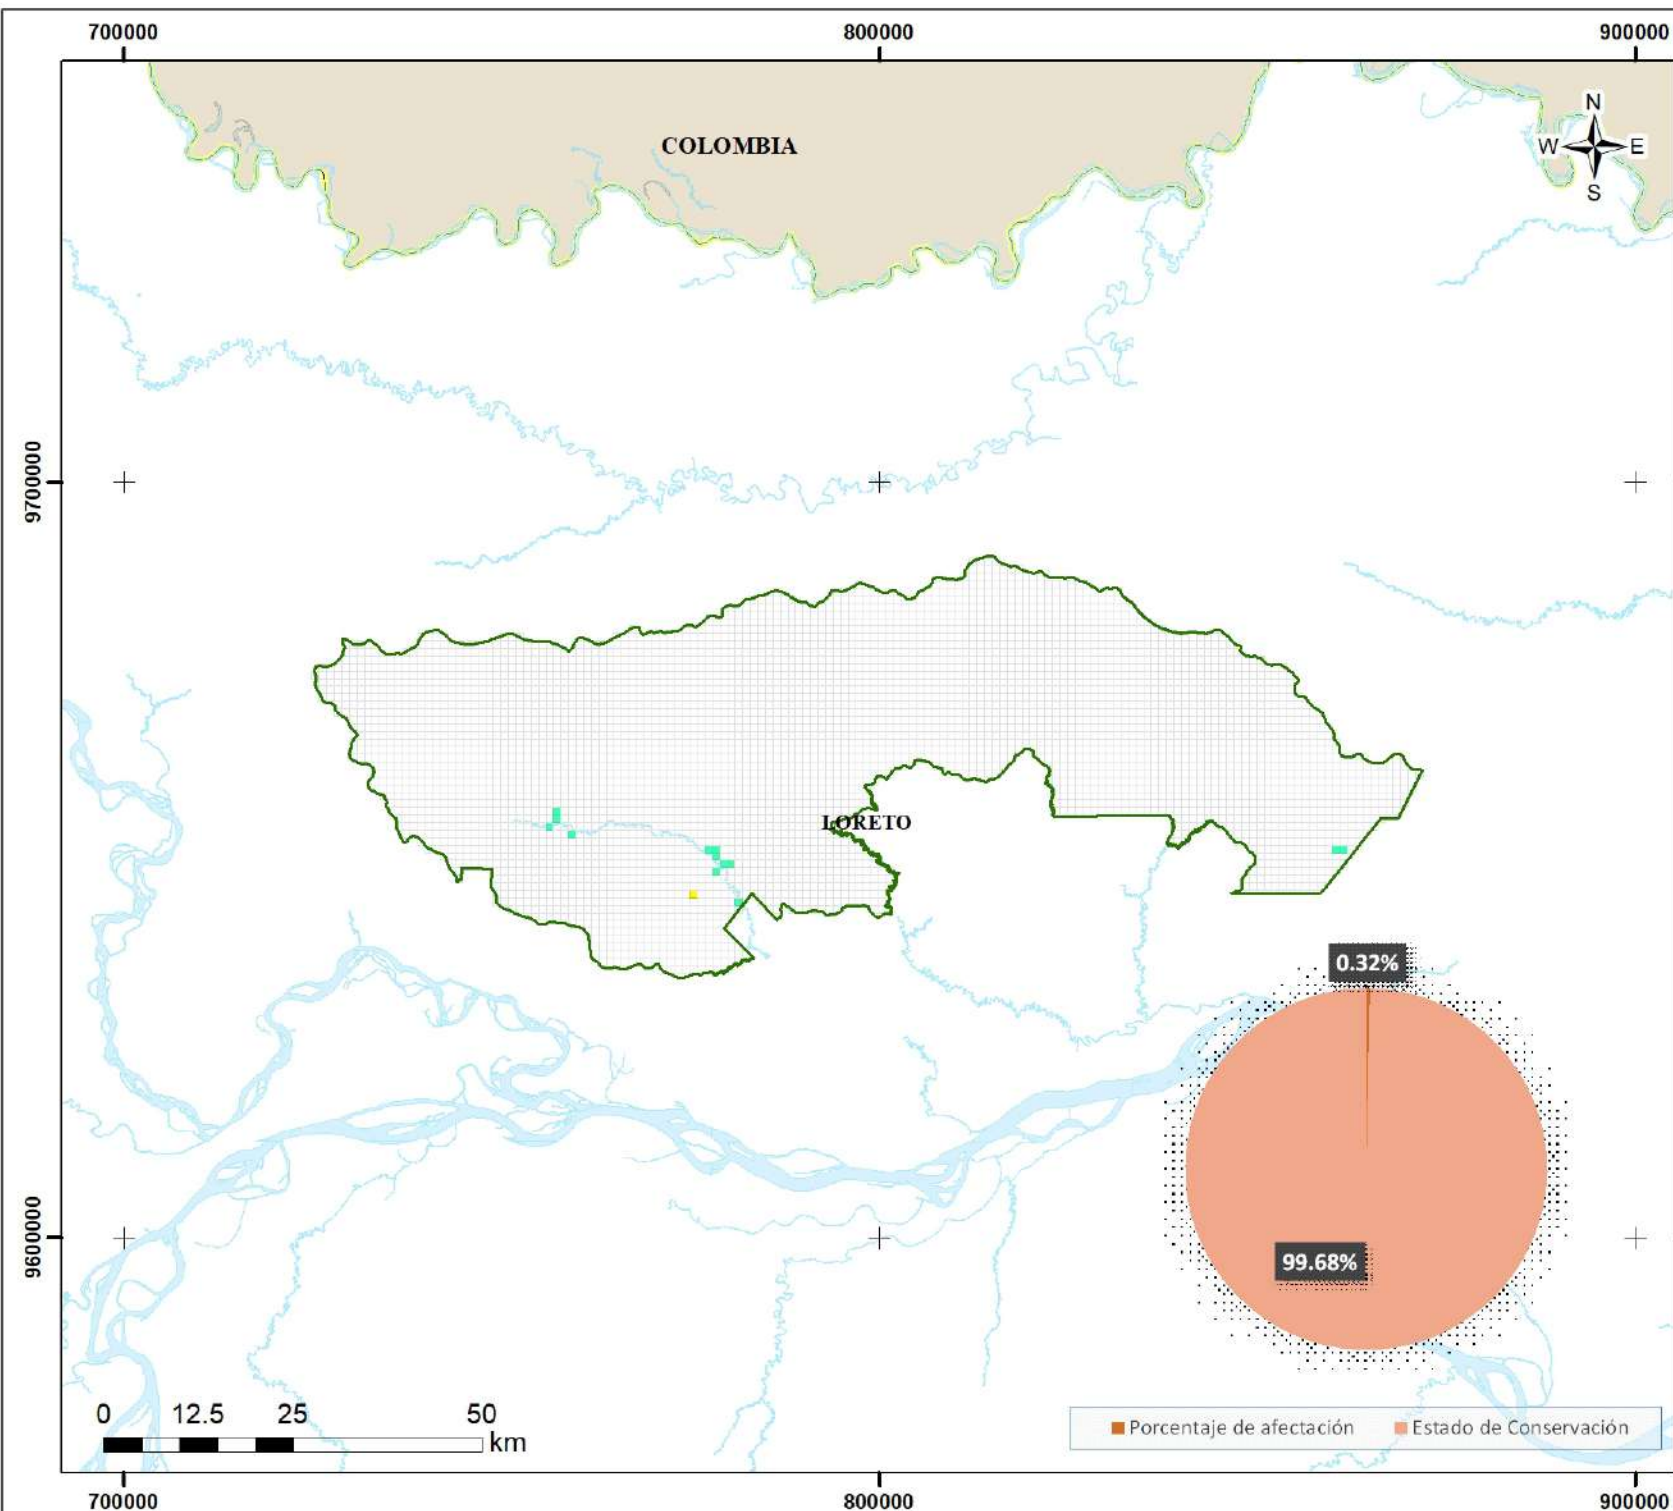 700000 800000 900000
COLOMBIA
N
W E
S
9700000
LORETO
0.32%
9600000
99.68%
0 12.5 25 50
km
Porcentaje de afectación Estado de Conservación
700000 800000 900000